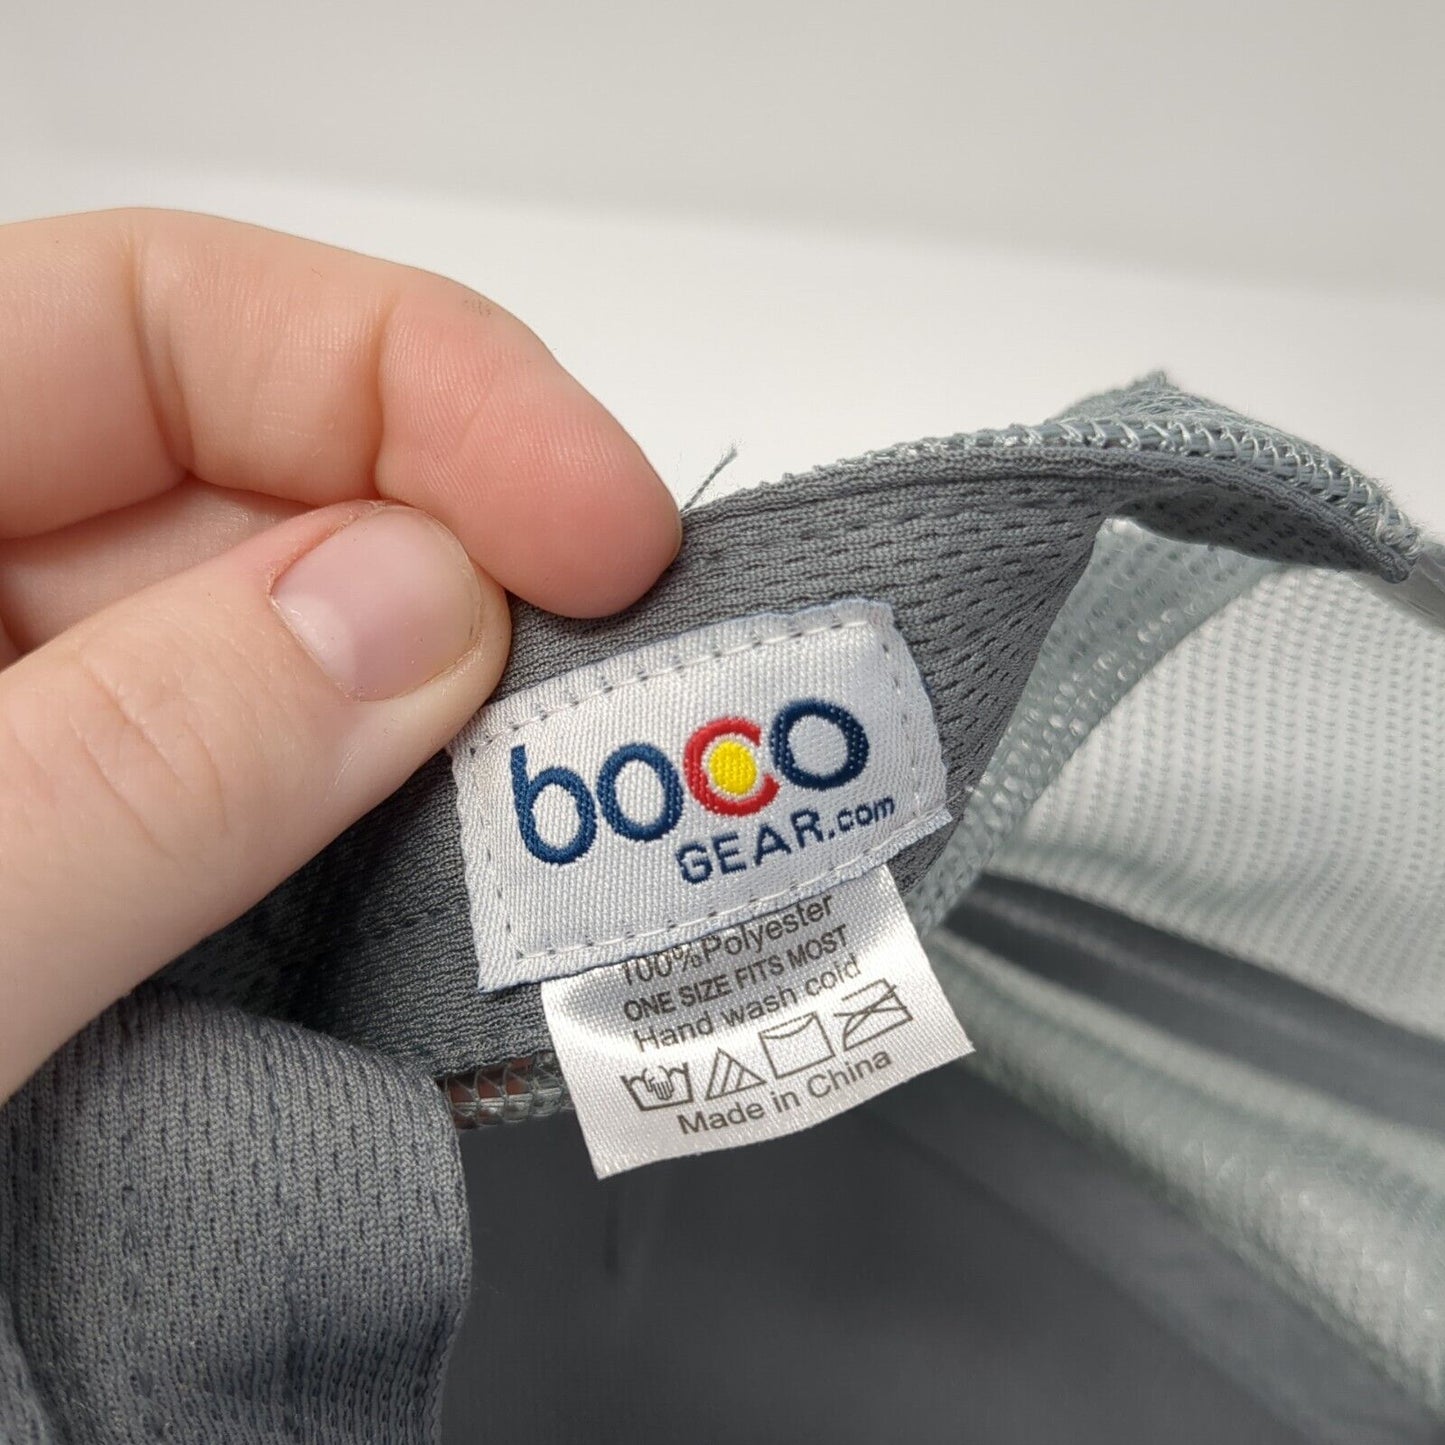 boco
GEAR.com
100%Polyester
ONE SIZE FITS MOST
Hand wash cold
Made in China